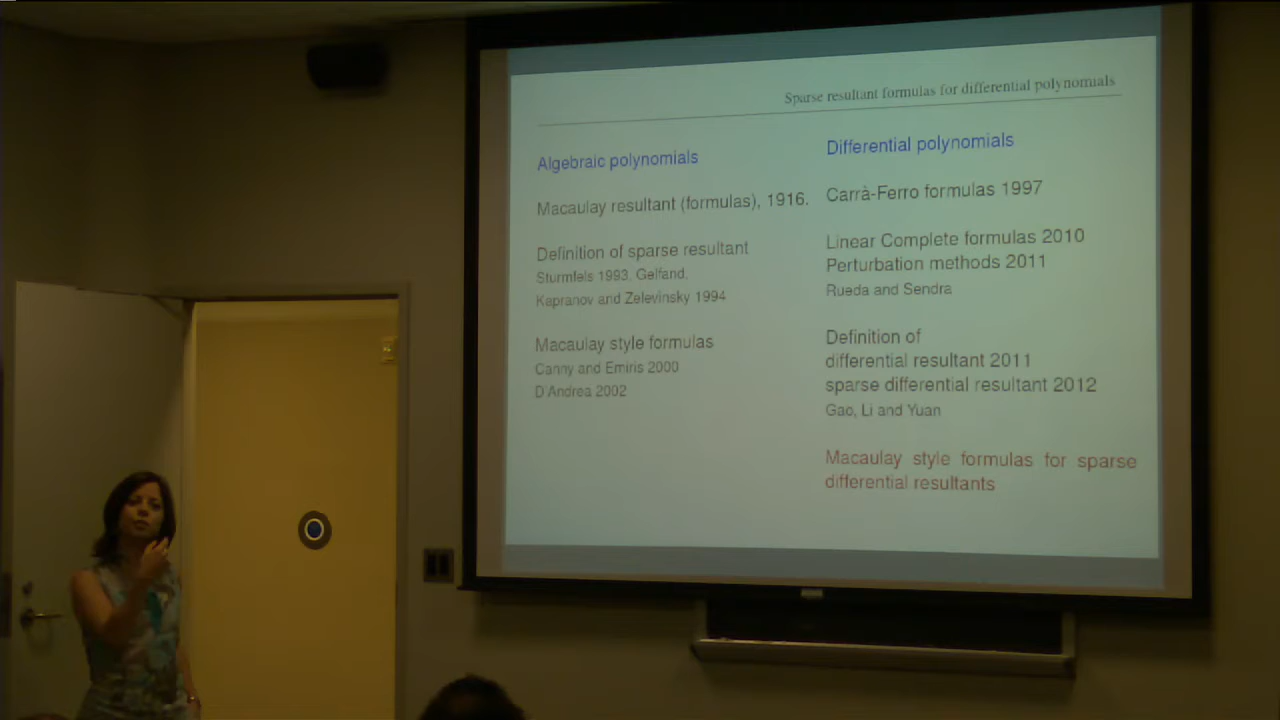 Sparse resultant formulas for differential polynomials
Algebraic polynomials
Macaulay resultant (formulas), 1916.
Definition of sparse resultant
Sturmfels 1993, Gelfand,
Kapranov and Zelevinsky 1994
Macaulay style formulas
Canny and Emiris 2000
D'Andrea 2002
Differential polynomials
Carrà-Ferro formulas 1997
Linear Complete formulas 2010
Perturbation methods 2011
Rueda and Sendra
Definition of
differential resultant 2011
sparse differential resultant 2012
Gao, Li and Yuan
Macaulay style formulas for sparse
differential resultants